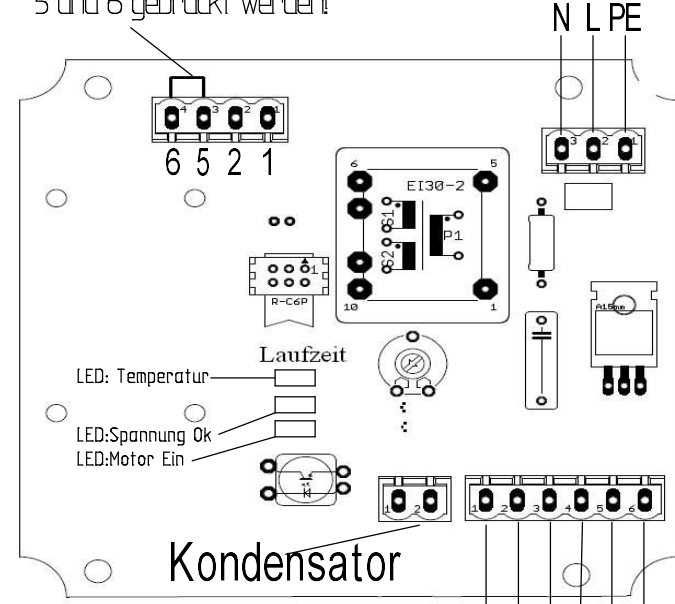 5 und 6 gedrückt werden!
N L PE
4 3 2 1
6 5 2 1
3 2 1
6 5
EI30-2
S1
P1
S2
10 1
1
R-C6P
A15mm
Laufzeit
LED: Temperatur
LED:Spannung Ok
LED:Motor Ein
1 2
1 2 3 4 5 6
Kondensator